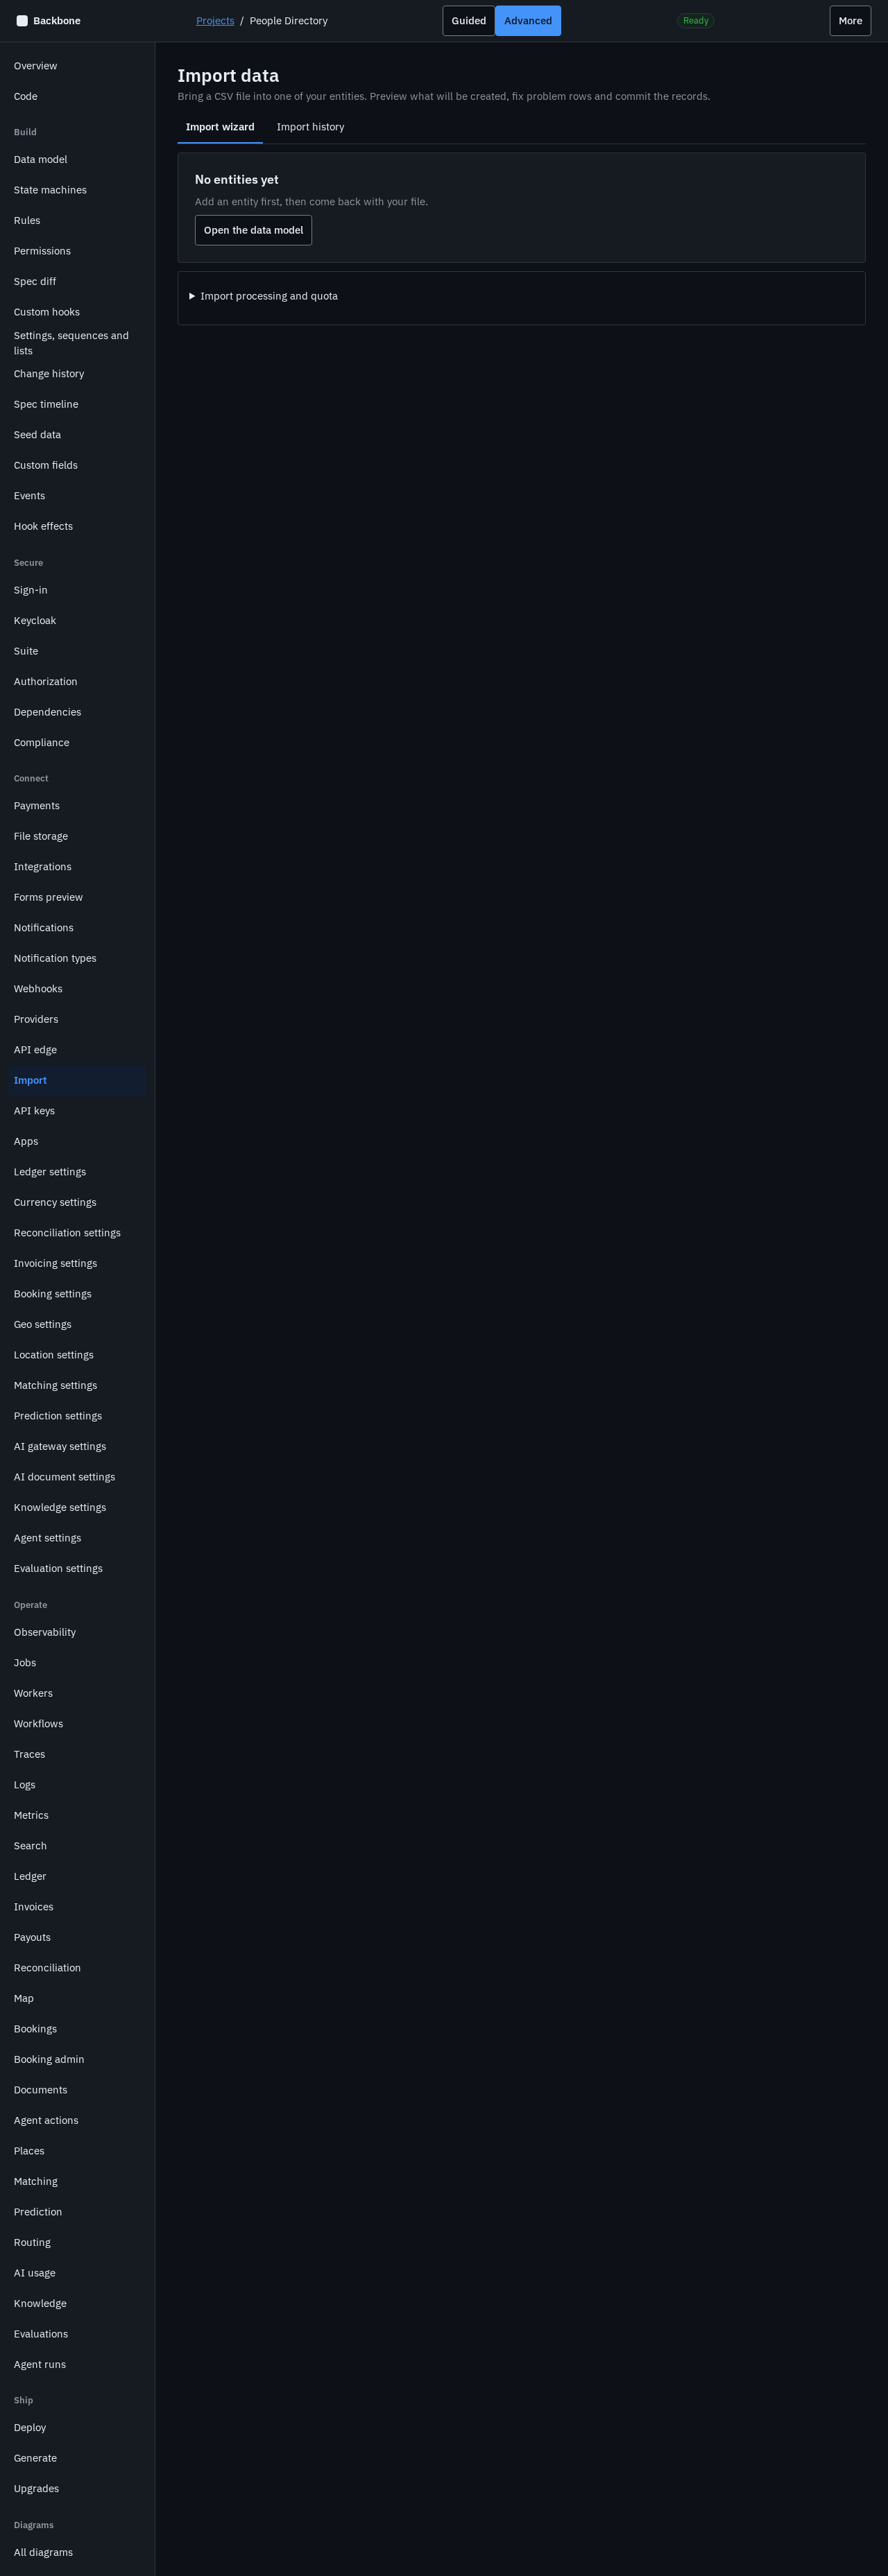 Backbone
Projects / People Directory
Guided
Advanced
Ready
More
Overview
Code
Build
Data model
State machines
Rules
Permissions
Spec diff
Custom hooks
Settings, sequences and
lists
Change history
Spec timeline
Seed data
Custom fields
Events
Hook effects
Secure
Sign-in
Keycloak
Suite
Authorization
Dependencies
Compliance
Connect
Payments
File storage
Integrations
Forms preview
Notifications
Notification types
Webhooks
Providers
API edge
Import
API keys
Apps
Ledger settings
Currency settings
Reconciliation settings
Invoicing settings
Booking settings
Geo settings
Location settings
Matching settings
Prediction settings
AI gateway settings
AI document settings
Knowledge settings
Agent settings
Evaluation settings
Operate
Observability
Jobs
Workers
Workflows
Traces
Logs
Metrics
Search
Ledger
Invoices
Payouts
Reconciliation
Map
Bookings
Booking admin
Documents
Agent actions
Places
Matching
Prediction
Routing
AI usage
Knowledge
Evaluations
Agent runs
Ship
Deploy
Generate
Upgrades
Diagrams
All diagrams
Import data
Bring a CSV file into one of your entities. Preview what will be created, fix problem rows and commit the records.
Import wizard
Import history
No entities yet
Add an entity first, then come back with your file.
Open the data model
Import processing and quota